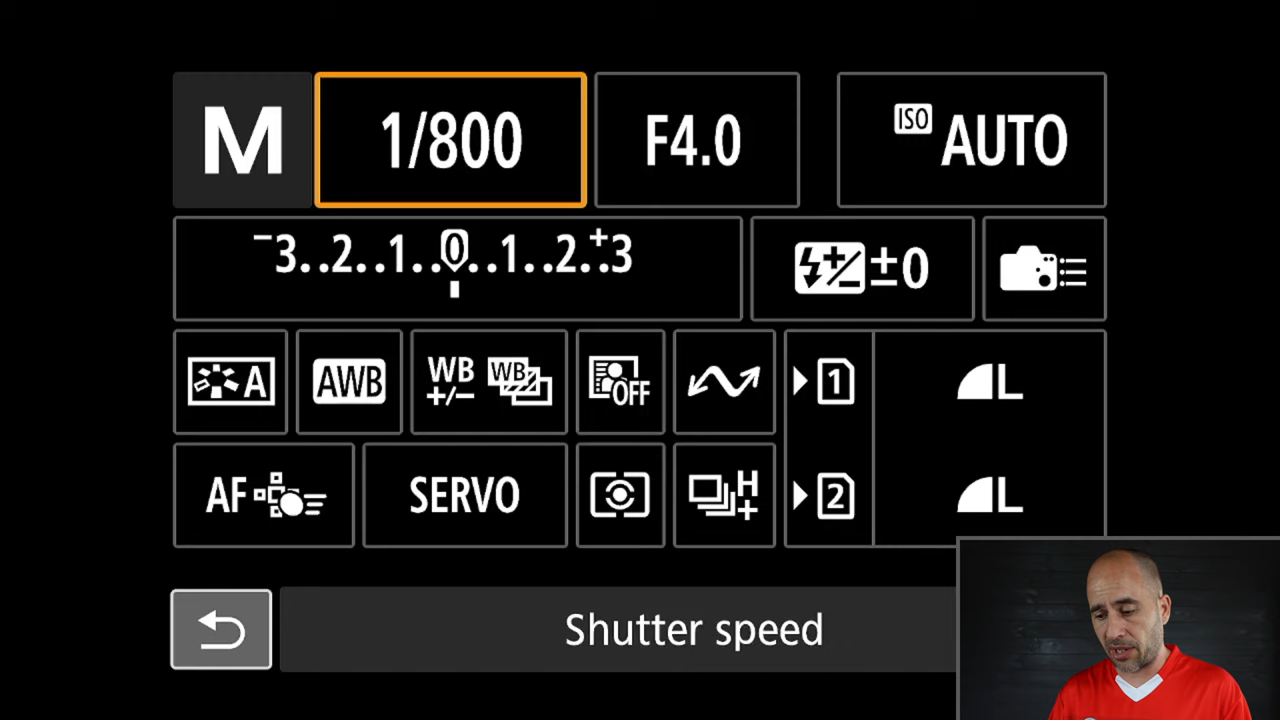 M 1/800 F4.0 ISO AUTO
−3..2..1..0..1..2..+3
±0
A AWB WB +/− WB OFF 1 L
AF SERVO H+ 2 L
Shutter speed